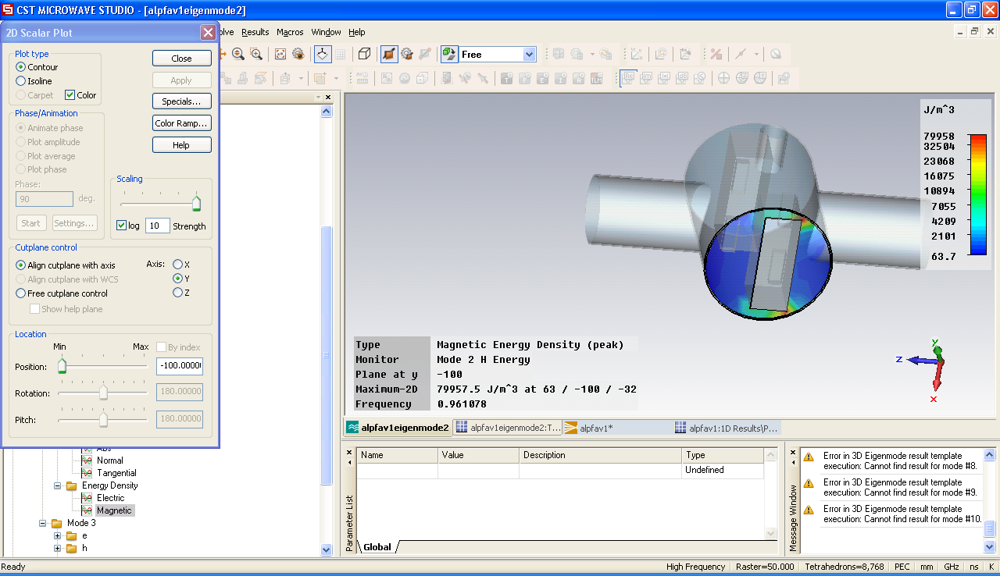 CST MICROWAVE STUDIO - [alpfav1eigenmode2]
2D Scalar Plot
Results Macros Window Help
Free
Plot type
Contour
Isoline
Carpet
Color
Close
Apply
Specials...
Color Ramp...
Help
Phase/Animation
Animate phase
Plot amplitude
Plot average
Plot phase
Phase:
90 deg.
Start Settings...
Scaling
log 10 Strength
Cutplane control
Align cutplane with axis
Align cutplane with WCS
Free cutplane control
Show help plane
Axis:
X
Y
Z
Location
Min Max By index
Position: -100.0000
Rotation: 180.00000
Pitch: 180.00000
Normal
Tangential
Energy Density
Electric
Magnetic
Mode 3
e
h
J/m^3
79958
32504
23068
16075
10894
7055
4209
2101
63.7
Type Magnetic Energy Density (peak)
Monitor Mode 2 H Energy
Plane at y -100
Maximum-2D 79957.5 J/m^3 at 63 / -100 / -32
Frequency 0.961078
y
z
x
alpfav1eigenmode2 alpfav1eigenmode2:T... alpfav1* alpfav1:1D Results\P...
Parameter List
Name Value Description Type
Undefined
Global
Message Window
Error in 3D Eigenmode result template
execution: Cannot find result for mode #8.
Error in 3D Eigenmode result template
execution: Cannot find result for mode #9.
Error in 3D Eigenmode result template
execution: Cannot find result for mode #10.
Ready
High Frequency Raster=50.000 Tetrahedrons=8,768 PEC mm GHz ns K